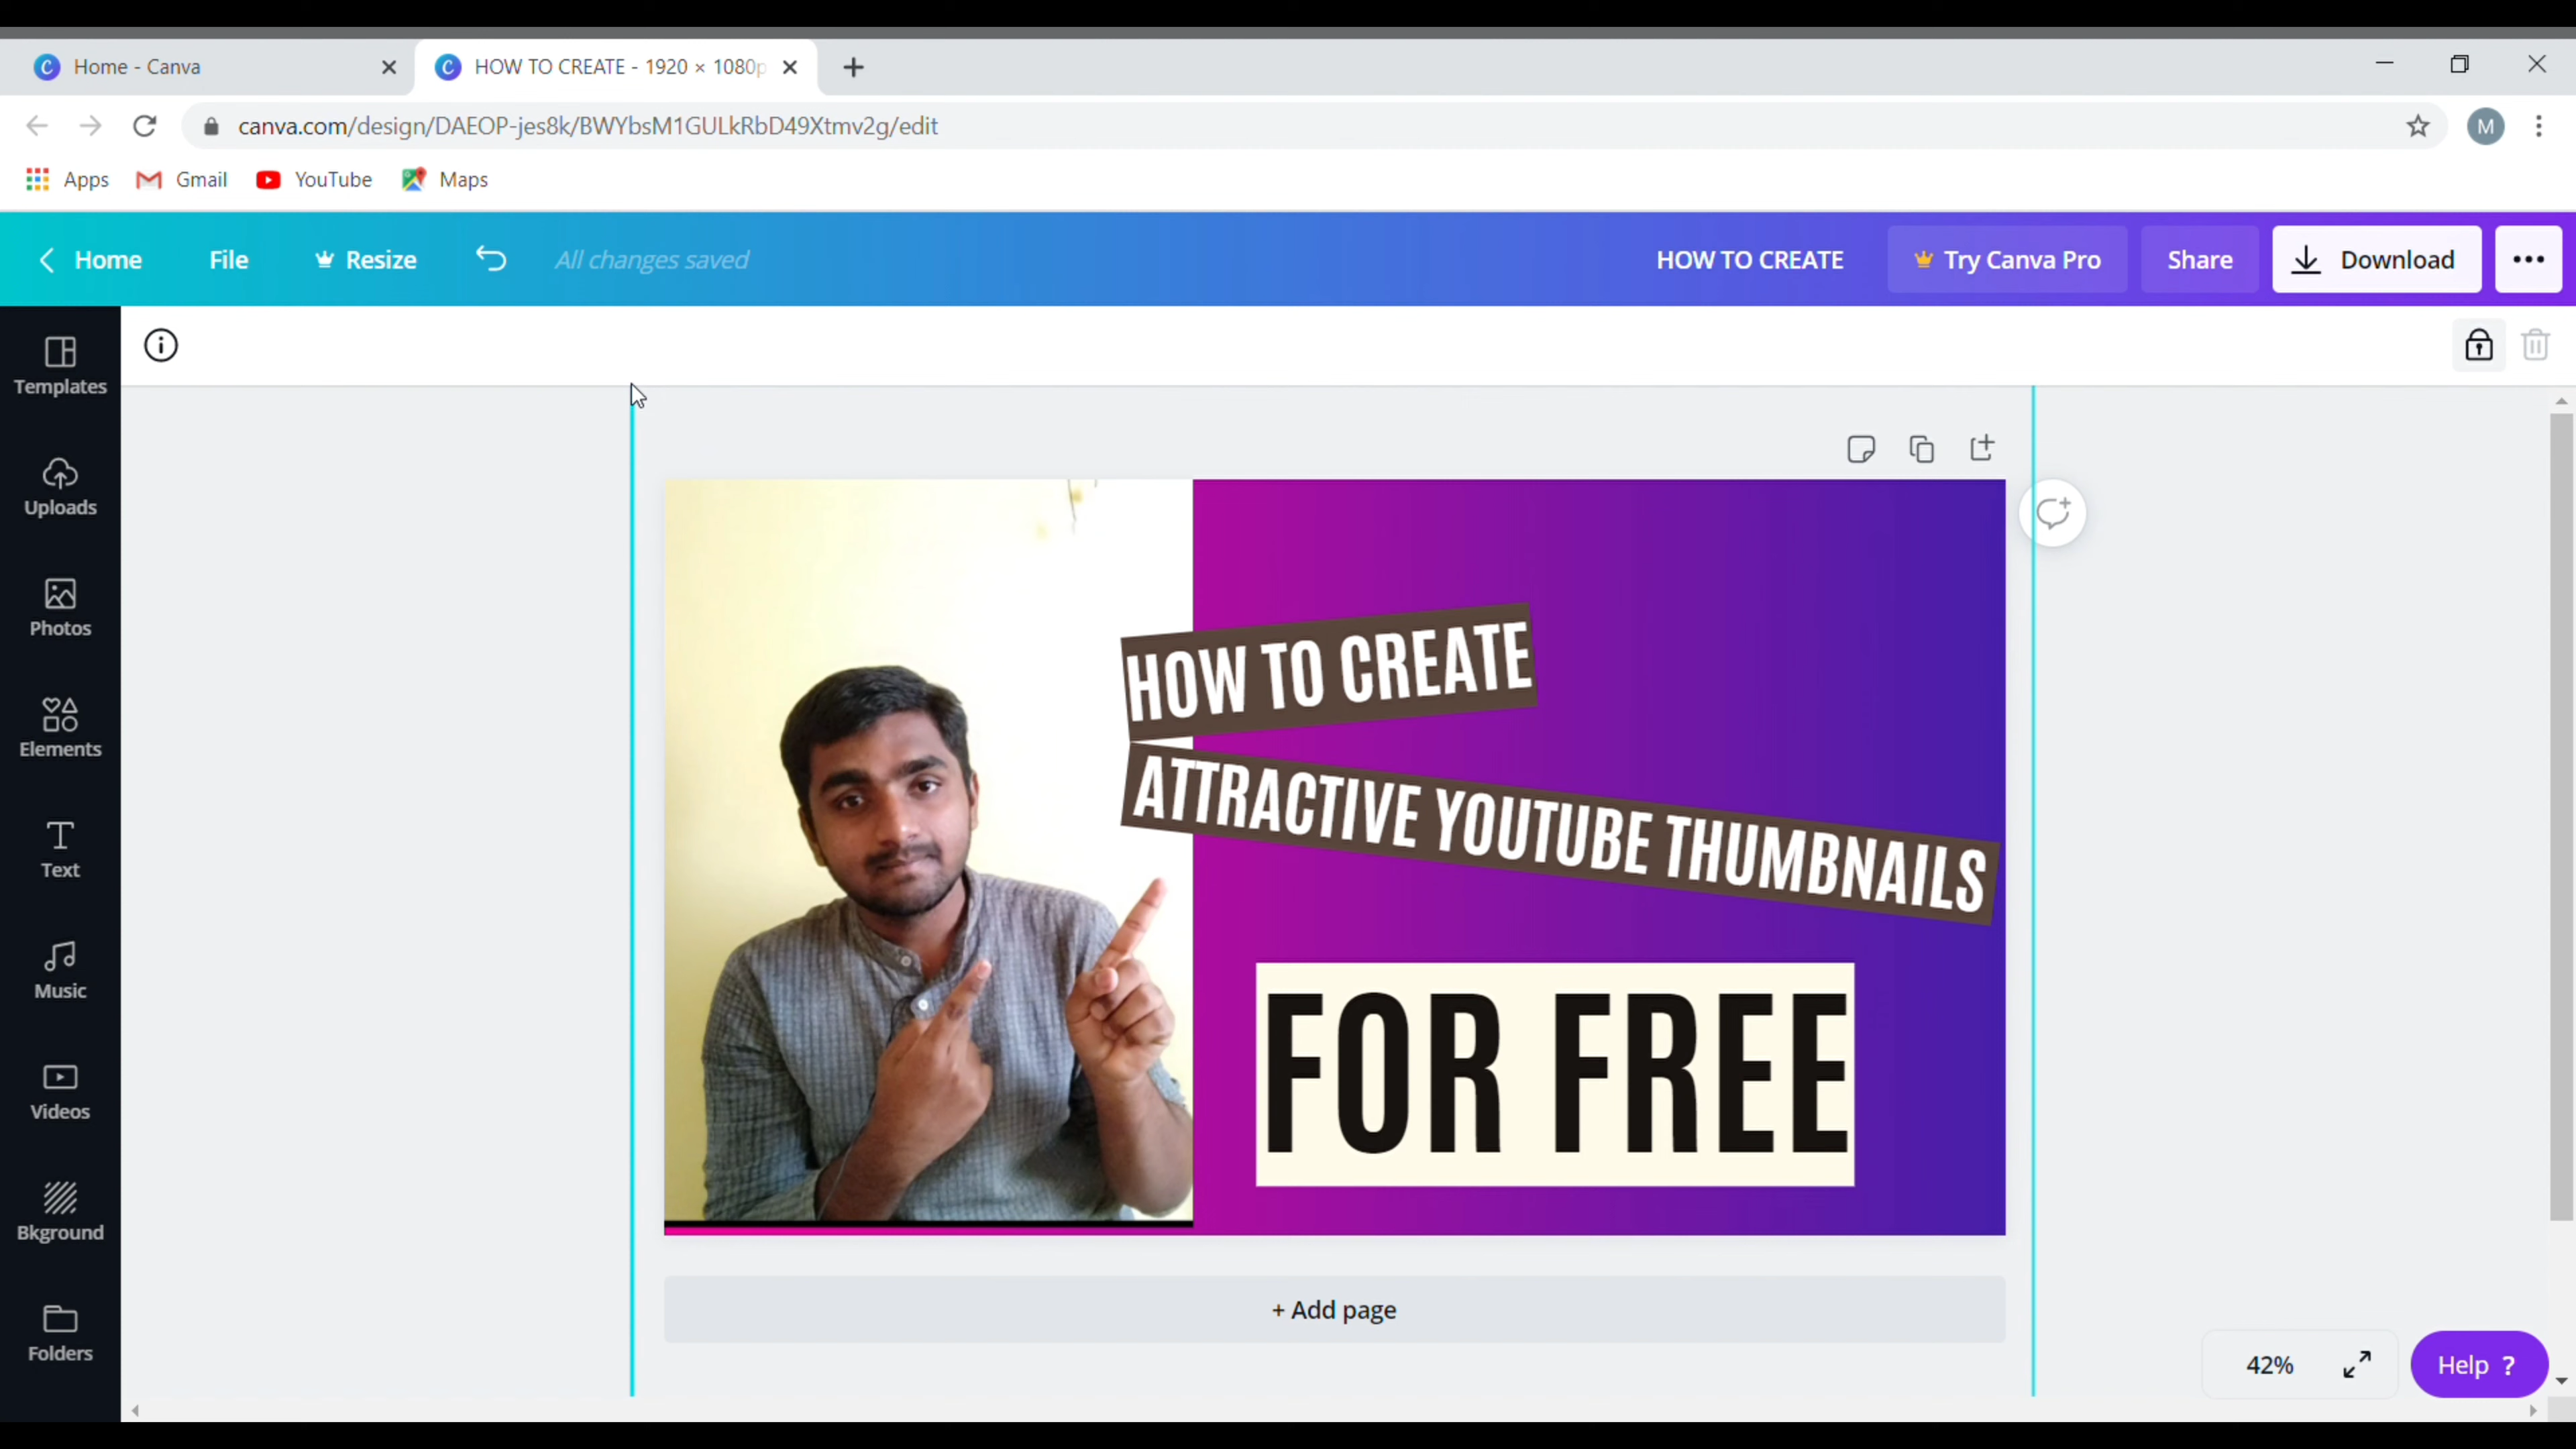 Home - Canva
HOW TO CREATE - 1920 × 1080p
canva.com/design/DAEOP-jes8k/BWYbsM1GULkRbD49Xtmv2g/edit
M
Apps
Gmail
YouTube
Maps
Home
File
Resize
All changes saved
HOW TO CREATE
Try Canva Pro
Share
Download
Templates
Uploads
Photos
Elements
Text
Music
Videos
Bkground
Folders
HOW TO CREATE
ATTRACTIVE YOUTUBE THUMBNAILS
FOR FREE
+ Add page
42%
Help ?